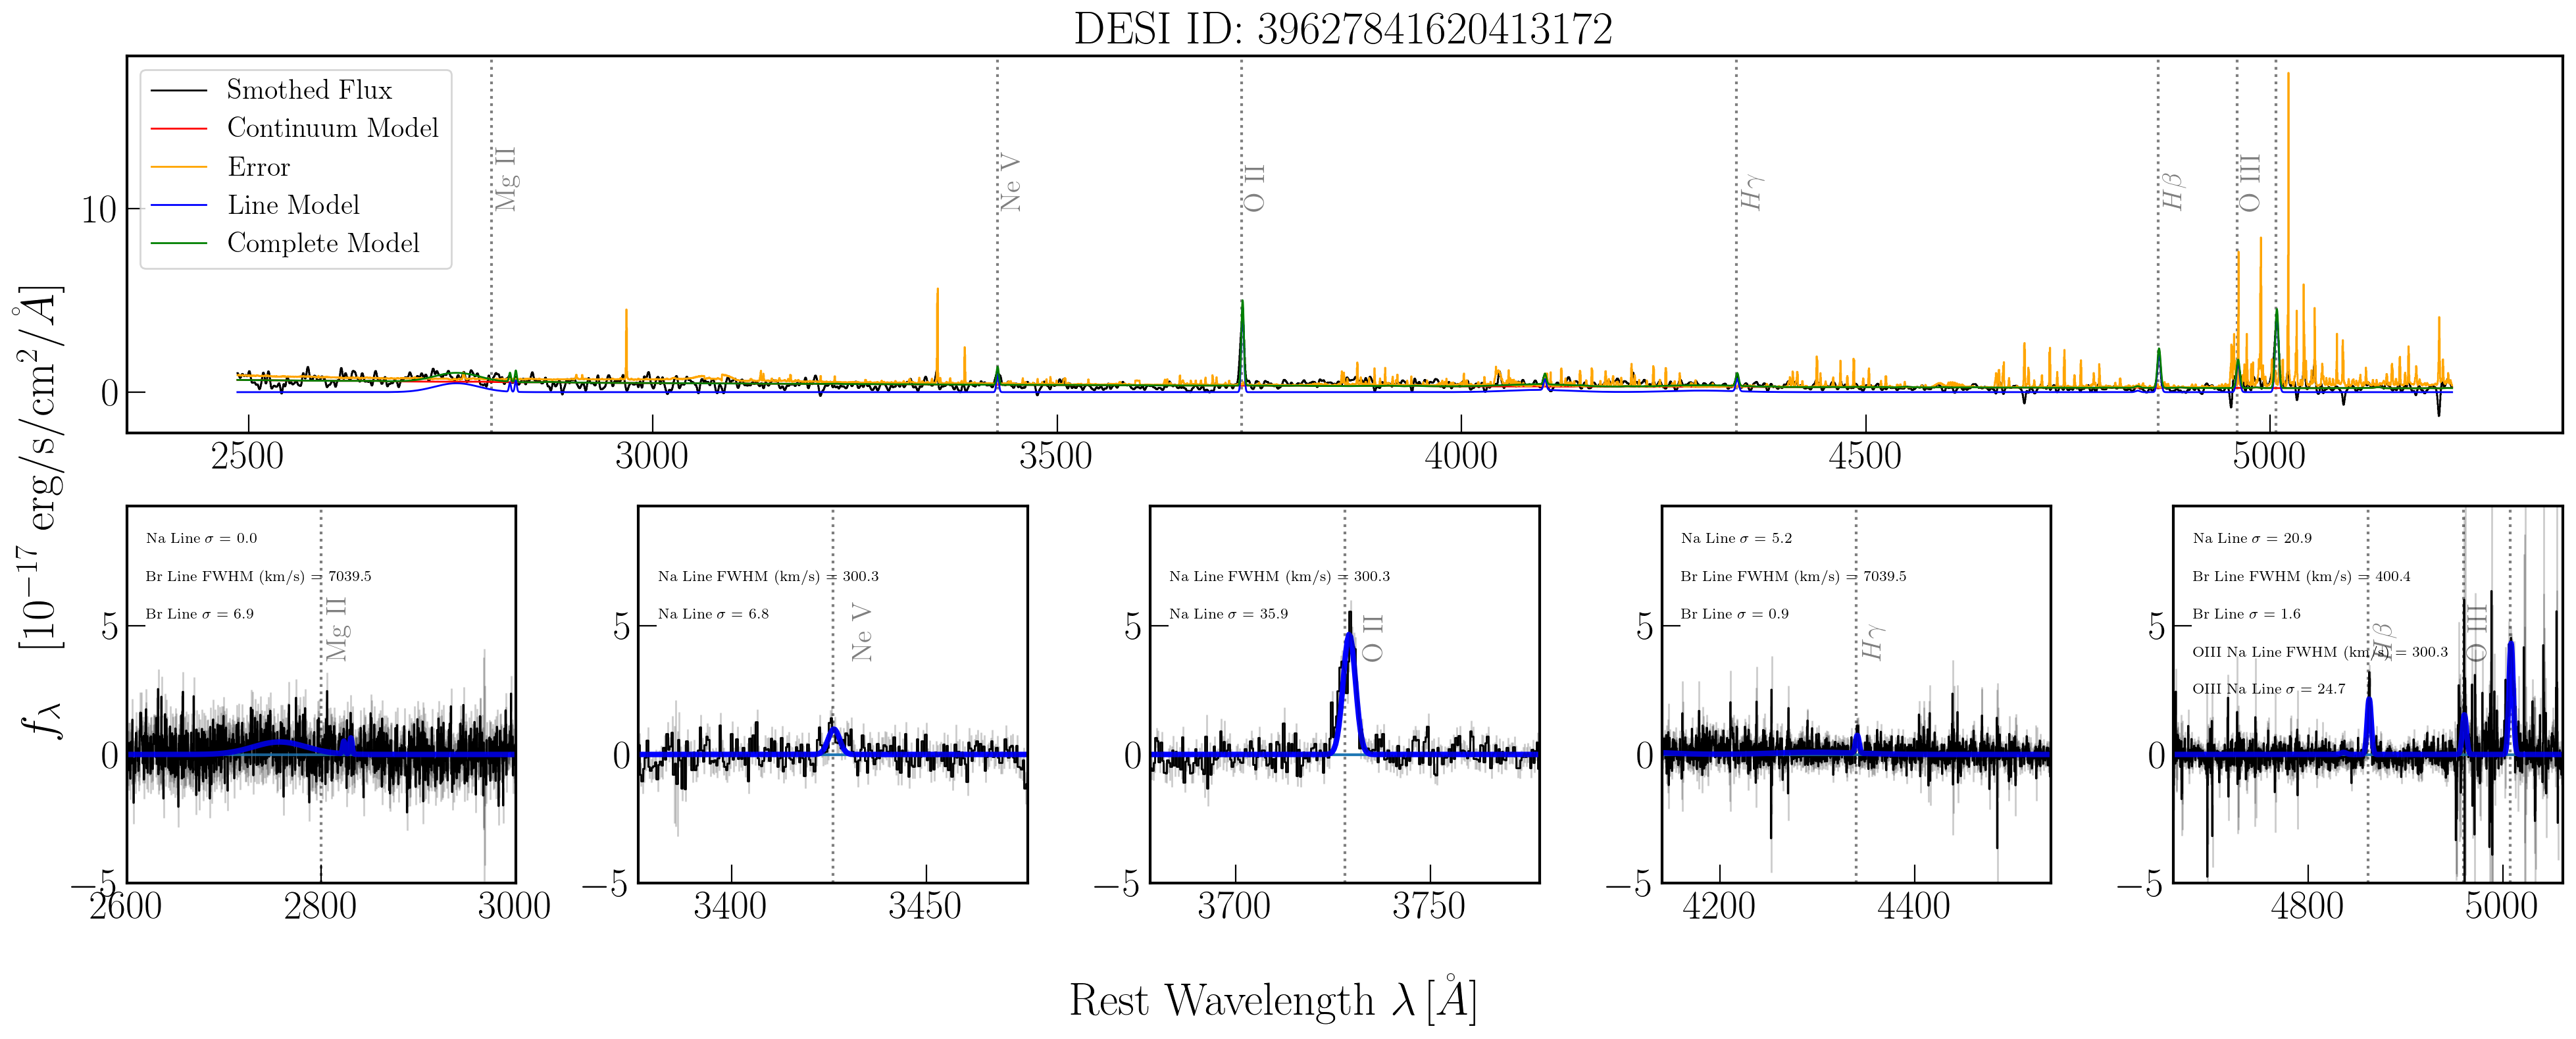 DESI ID: 39627841620413172
Smothed Flux
Continuum Model
Error
Line Model
Complete Model
Mg II
Ne V
O II
Hγ
Hβ
O III
10
0
2500
3000
3500
4000
4500
5000
f_λ [10^{-17} erg/s/cm^2/Å]
Na Line σ = 0.0
Br Line FWHM (km/s) = 7039.5
Br Line σ = 6.9
Mg II
5
0
−5
2600
2800
3000
Na Line FWHM (km/s) = 300.3
Na Line σ = 6.8
Ne V
5
0
−5
3400
3450
Na Line FWHM (km/s) = 300.3
Na Line σ = 35.9
O II
5
0
−5
3700
3750
Na Line σ = 5.2
Br Line FWHM (km/s) = 7039.5
Br Line σ = 0.9
Hγ
5
0
−5
4200
4400
Na Line σ = 20.9
Br Line FWHM (km/s) = 400.4
Br Line σ = 1.6
OIII Na Line FWHM (km/s) = 300.3
OIII Na Line σ = 24.7
Hβ
O III
5
0
−5
4800
5000
Rest Wavelength λ [Å]